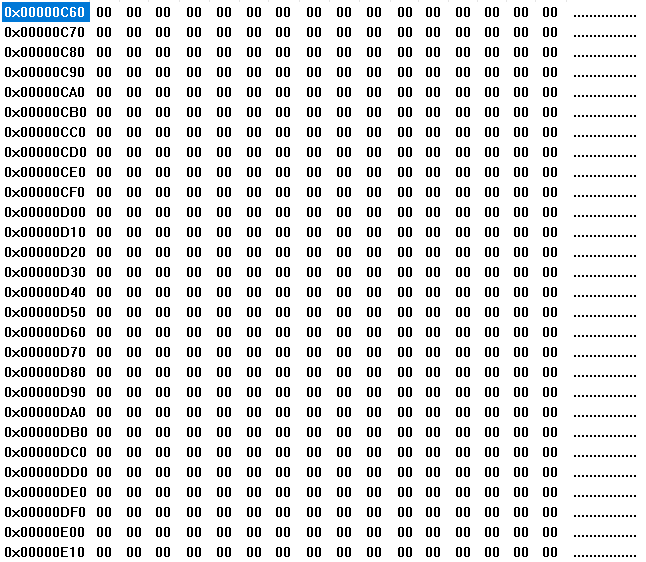 0x00000C60 00 00 00 00 00 00 00 00 00 00 00 00 00 00 00 00 ................
0x00000C70 00 00 00 00 00 00 00 00 00 00 00 00 00 00 00 00 ................
0x00000C80 00 00 00 00 00 00 00 00 00 00 00 00 00 00 00 00 ................
0x00000C90 00 00 00 00 00 00 00 00 00 00 00 00 00 00 00 00 ................
0x00000CA0 00 00 00 00 00 00 00 00 00 00 00 00 00 00 00 00 ................
0x00000CB0 00 00 00 00 00 00 00 00 00 00 00 00 00 00 00 00 ................
0x00000CC0 00 00 00 00 00 00 00 00 00 00 00 00 00 00 00 00 ................
0x00000CD0 00 00 00 00 00 00 00 00 00 00 00 00 00 00 00 00 ................
0x00000CE0 00 00 00 00 00 00 00 00 00 00 00 00 00 00 00 00 ................
0x00000CF0 00 00 00 00 00 00 00 00 00 00 00 00 00 00 00 00 ................
0x00000D00 00 00 00 00 00 00 00 00 00 00 00 00 00 00 00 00 ................
0x00000D10 00 00 00 00 00 00 00 00 00 00 00 00 00 00 00 00 ................
0x00000D20 00 00 00 00 00 00 00 00 00 00 00 00 00 00 00 00 ................
0x00000D30 00 00 00 00 00 00 00 00 00 00 00 00 00 00 00 00 ................
0x00000D40 00 00 00 00 00 00 00 00 00 00 00 00 00 00 00 00 ................
0x00000D50 00 00 00 00 00 00 00 00 00 00 00 00 00 00 00 00 ................
0x00000D60 00 00 00 00 00 00 00 00 00 00 00 00 00 00 00 00 ................
0x00000D70 00 00 00 00 00 00 00 00 00 00 00 00 00 00 00 00 ................
0x00000D80 00 00 00 00 00 00 00 00 00 00 00 00 00 00 00 00 ................
0x00000D90 00 00 00 00 00 00 00 00 00 00 00 00 00 00 00 00 ................
0x00000DA0 00 00 00 00 00 00 00 00 00 00 00 00 00 00 00 00 ................
0x00000DB0 00 00 00 00 00 00 00 00 00 00 00 00 00 00 00 00 ................
0x00000DC0 00 00 00 00 00 00 00 00 00 00 00 00 00 00 00 00 ................
0x00000DD0 00 00 00 00 00 00 00 00 00 00 00 00 00 00 00 00 ................
0x00000DE0 00 00 00 00 00 00 00 00 00 00 00 00 00 00 00 00 ................
0x00000DF0 00 00 00 00 00 00 00 00 00 00 00 00 00 00 00 00 ................
0x00000E00 00 00 00 00 00 00 00 00 00 00 00 00 00 00 00 00 ................
0x00000E10 00 00 00 00 00 00 00 00 00 00 00 00 00 00 00 00 ................